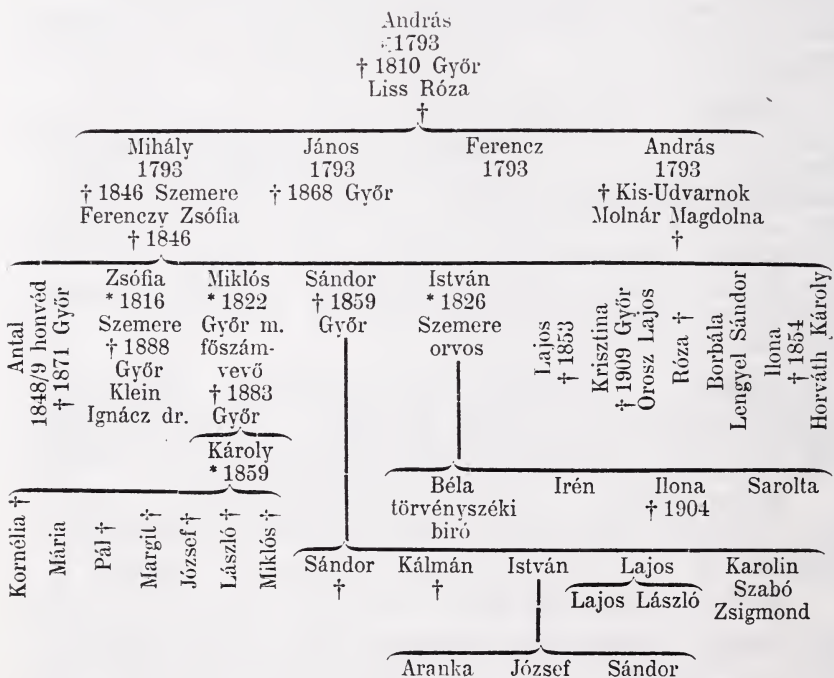 András
1793
† 1810 Győr
Liss Róza
†
Mihály
1793
† 1846 Szemere
Ferenczy Zsófia
† 1846
János
1793
† 1868 Győr
Ferencz
1793
András
1793
† Kis-Udvarnok
Molnár Magdolna
†
Antal
1848/9 honvéd
† 1871 Győr
Zsófia
* 1816
Szemere
† 1888
Győr
Klein
Ignácz dr.
Miklós
* 1822
Győr m.
főszám-
vevő
† 1883
Győr
Sándor
† 1859
Győr
István
* 1826
Szemere
orvos
Lajos
† 1853
Krisztina
† 1909 Győr
Orosz Lajos
Róza †
Borbála
Lengyel Sándor
Ilona
† 1854
Horváth Károly
Károly
* 1859
Béla
törvényszéki
biró
Irén
Ilona
† 1904
Sarolta
Kornélia †
Mária
Pál †
Margit †
József †
László †
Miklós †
Sándor
†
Kálmán
†
István
Lajos
Karolin
Szabó
Zsigmond
Lajos László
Aranka József Sándor